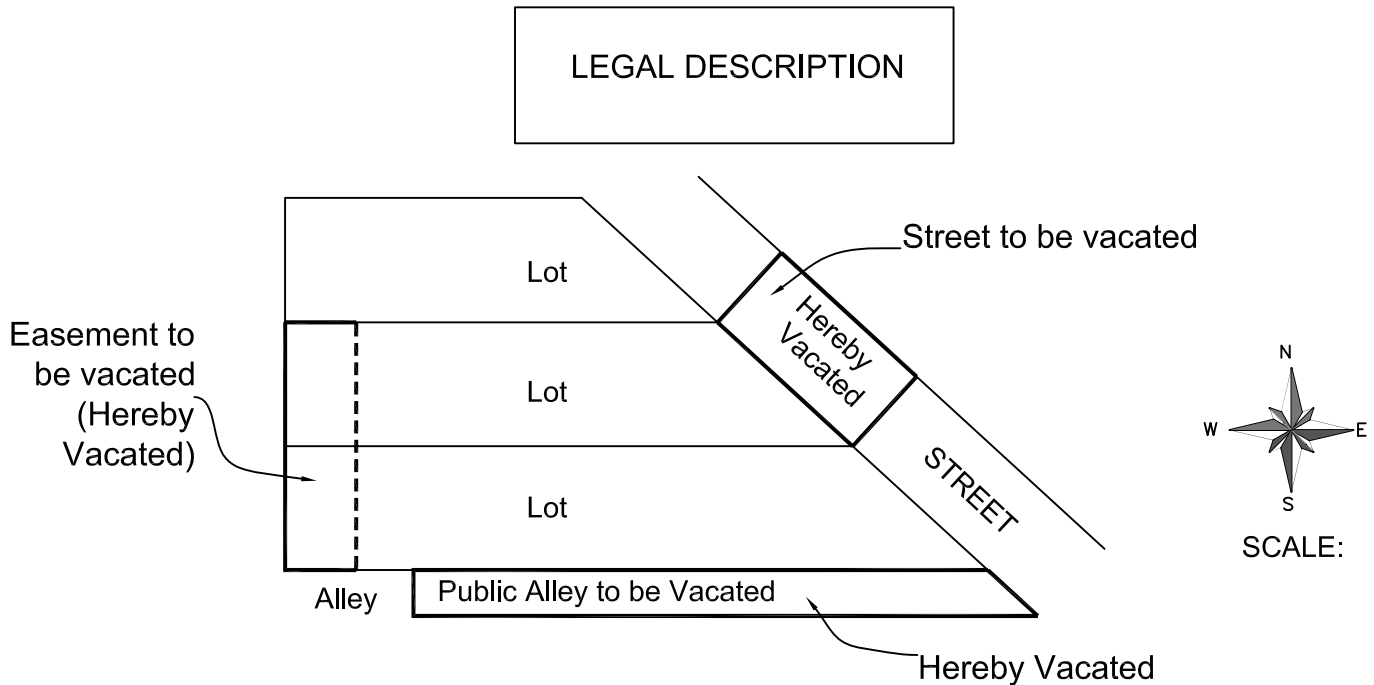 LEGAL DESCRIPTION
Street to be vacated
Lot
Hereby
Vacated
Easement to
be vacated
(Hereby
Vacated)
Lot
N
W
E
S
STREET
Lot
SCALE:
Alley
Public Alley to be Vacated
Hereby Vacated